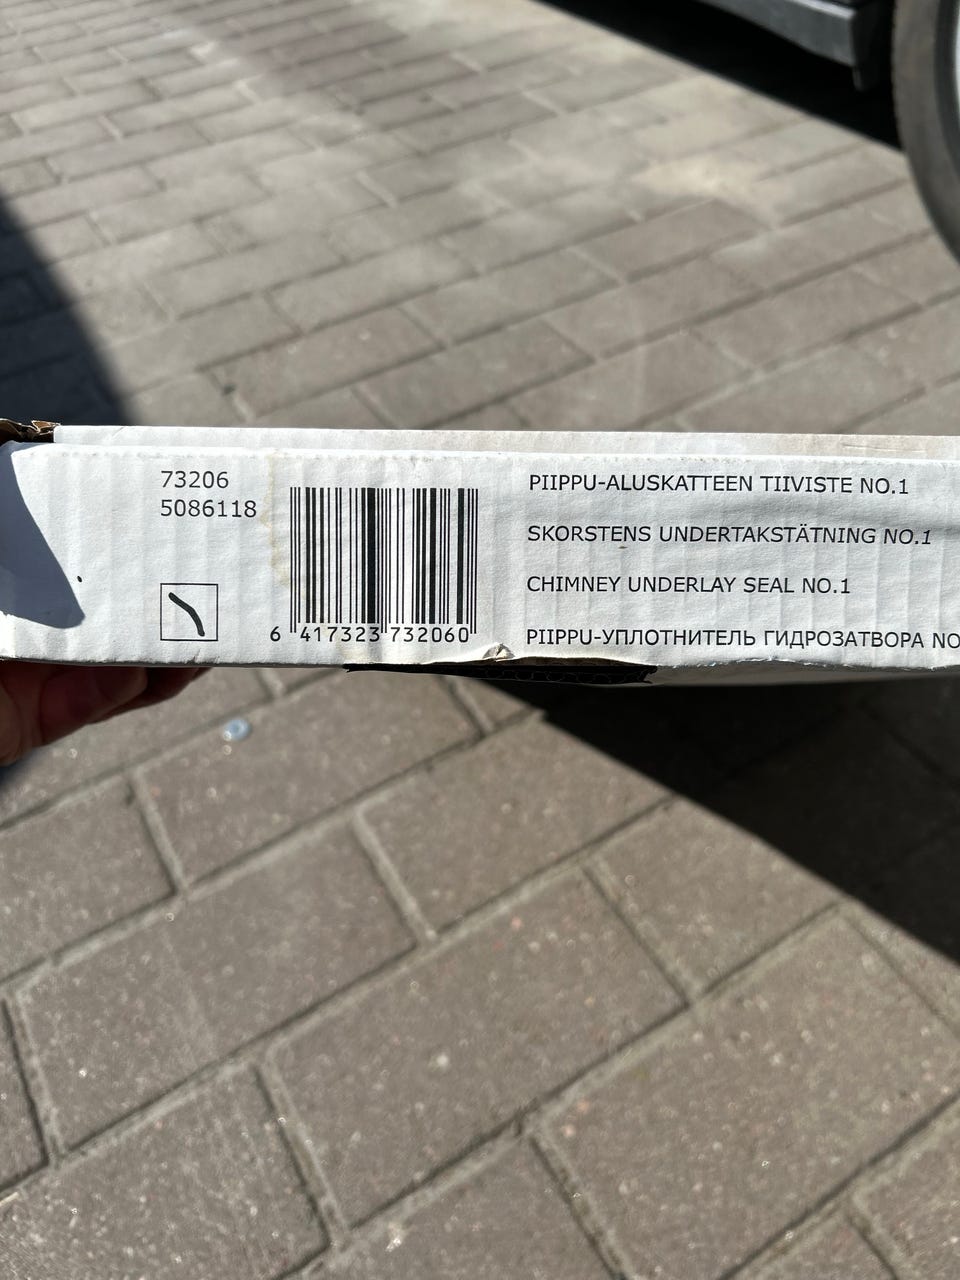 73206
5086118
6 417323 732060
PIIPPU-ALUSKATTEEN TIIVISTE NO.1
SKORSTENS UNDERTAKSTÄTNING NO.1
CHIMNEY UNDERLAY SEAL NO.1
PIIPPU-УПЛОТНИТЕЛЬ ГИДРОЗАТВОРА NO